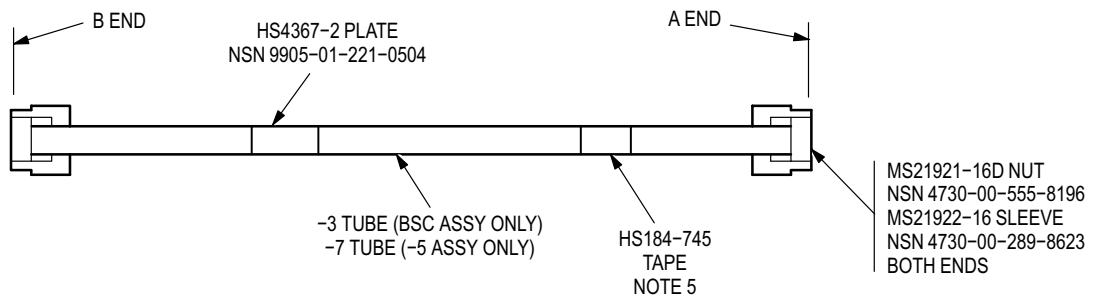 B END
A END
HS4367-2 PLATE
NSN 9905-01-221-0504
-3 TUBE (BSC ASSY ONLY)
-7 TUBE (-5 ASSY ONLY)
HS184-745
TAPE
NOTE 5
MS21921-16D NUT
NSN 4730-00-555-8196
MS21922-16 SLEEVE
NSN 4730-00-289-8623
BOTH ENDS